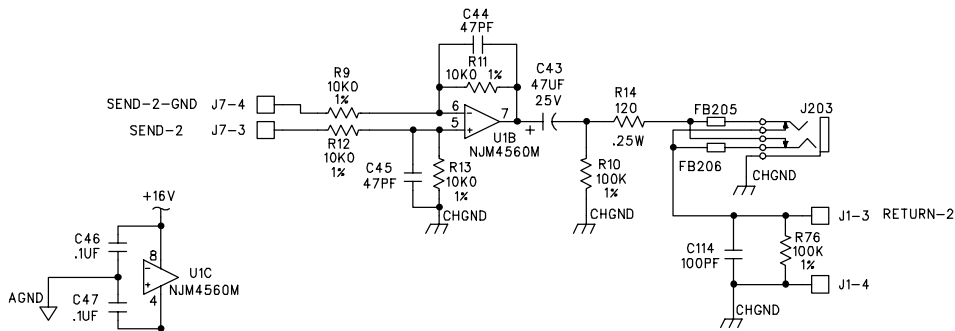 C44
47PF
R11
10K0 1%
C43
47UF
25V
R9
10K0
1%
R14
120
.25W
FB205
J203
SEND-2-GND J7-4
SEND-2 J7-3
6
5
7
+
-
+
U1B
NJM4560M
R12
10K0
1%
C45
47PF
R13
10K0
1%
CHGND
R10
100K
1%
CHGND
FB206
CHGND
+16V
C46
.1UF
8
-
+
4
U1C
NJM4560M
AGND
C47
.1UF
J1-3 RETURN-2
C114
100PF
R76
100K
1%
J1-4
CHGND